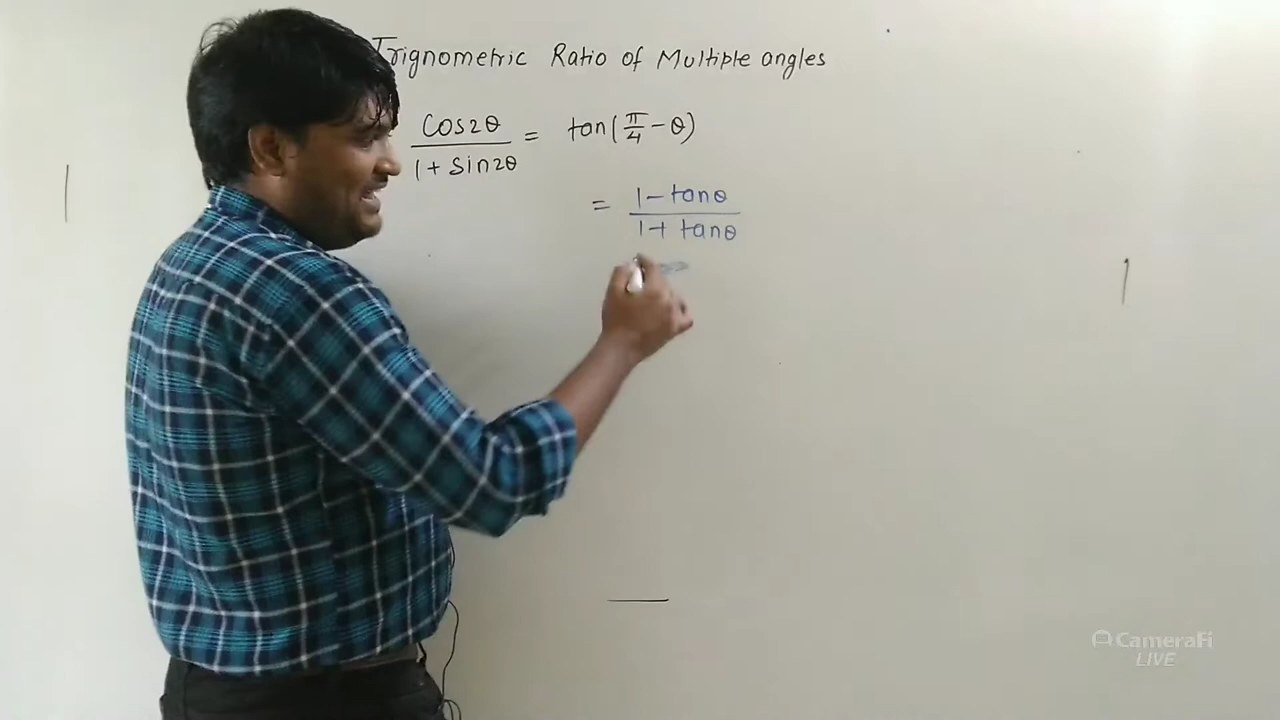 Trignometric Ratio of Multiple angles
cos2θ / 1 + sin2θ = tan(π/4 - θ)
= 1 - tanθ / 1 + tanθ
CameraFi
LIVE